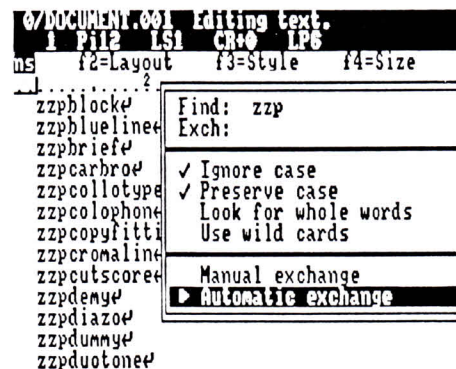 0/DOCUMENT.001 Editing text.
1 Pi12 LS1 CR+0 LP6
ns f2=Layout f3=Style f4=Size
2
zzpblock↵
zzpblueline↵
zzpbrief↵
zzpcarbro↵
zzpcollotype
zzpcolophon↵
zzpcopyfitti
zzpcromalin↵
zzpcutscore↵
zzpdemy↵
zzpdiazo↵
zzpdummy↵
zzpduotone↵
Find: zzp
Exch:
✓ Ignore case
✓ Preserve case
Look for whole words
Use wild cards
Manual exchange
▶ Automatic exchange